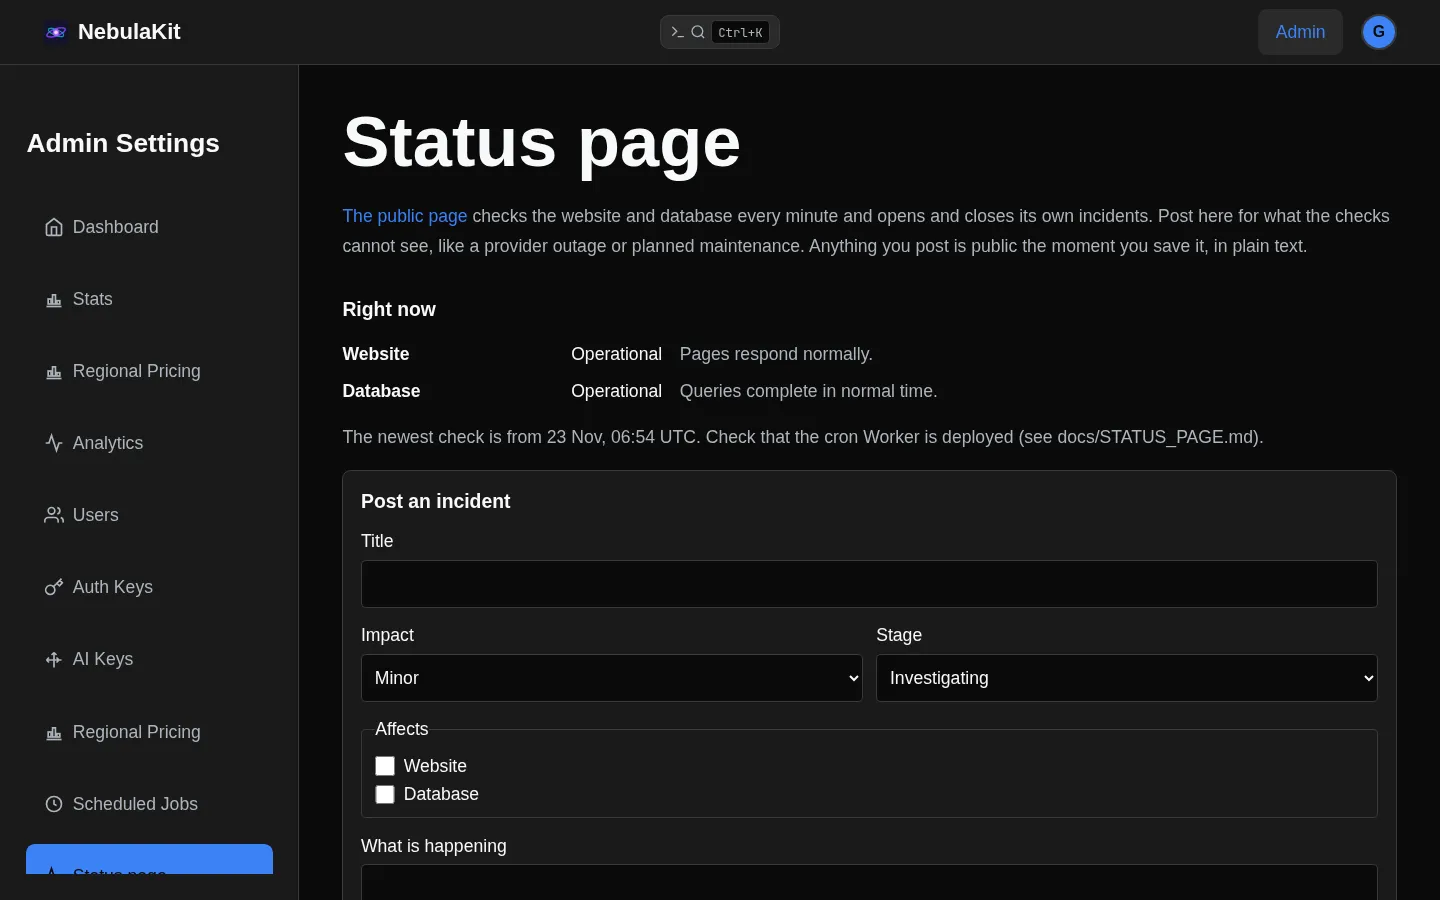 NebulaKit
Ctrl+K
Admin
G
Admin Settings
Dashboard
Stats
Regional Pricing
Analytics
Users
Auth Keys
AI Keys
Regional Pricing
Scheduled Jobs
Status page
Status page
The public page checks the website and database every minute and opens and closes its own incidents. Post here for what the checks
cannot see, like a provider outage or planned maintenance. Anything you post is public the moment you save it, in plain text.
Right now
Website Operational Pages respond normally.
Database Operational Queries complete in normal time.
The newest check is from 23 Nov, 06:54 UTC. Check that the cron Worker is deployed (see docs/STATUS_PAGE.md).
Post an incident
Title
Impact Stage
Minor Investigating
Affects
Website
Database
What is happening